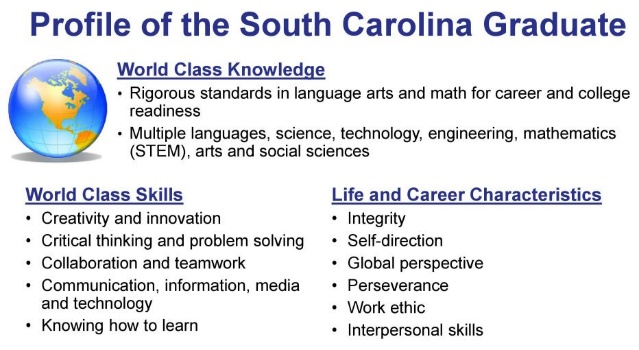 Profile of the South Carolina Graduate
World Class Knowledge
• Rigorous standards in language arts and math for career and college
readiness
• Multiple languages, science, technology, engineering, mathematics
(STEM), arts and social sciences
World Class Skills
• Creativity and innovation
• Critical thinking and problem solving
• Collaboration and teamwork
• Communication, information, media
and technology
• Knowing how to learn
Life and Career Characteristics
• Integrity
• Self-direction
• Global perspective
• Perseverance
• Work ethic
• Interpersonal skills